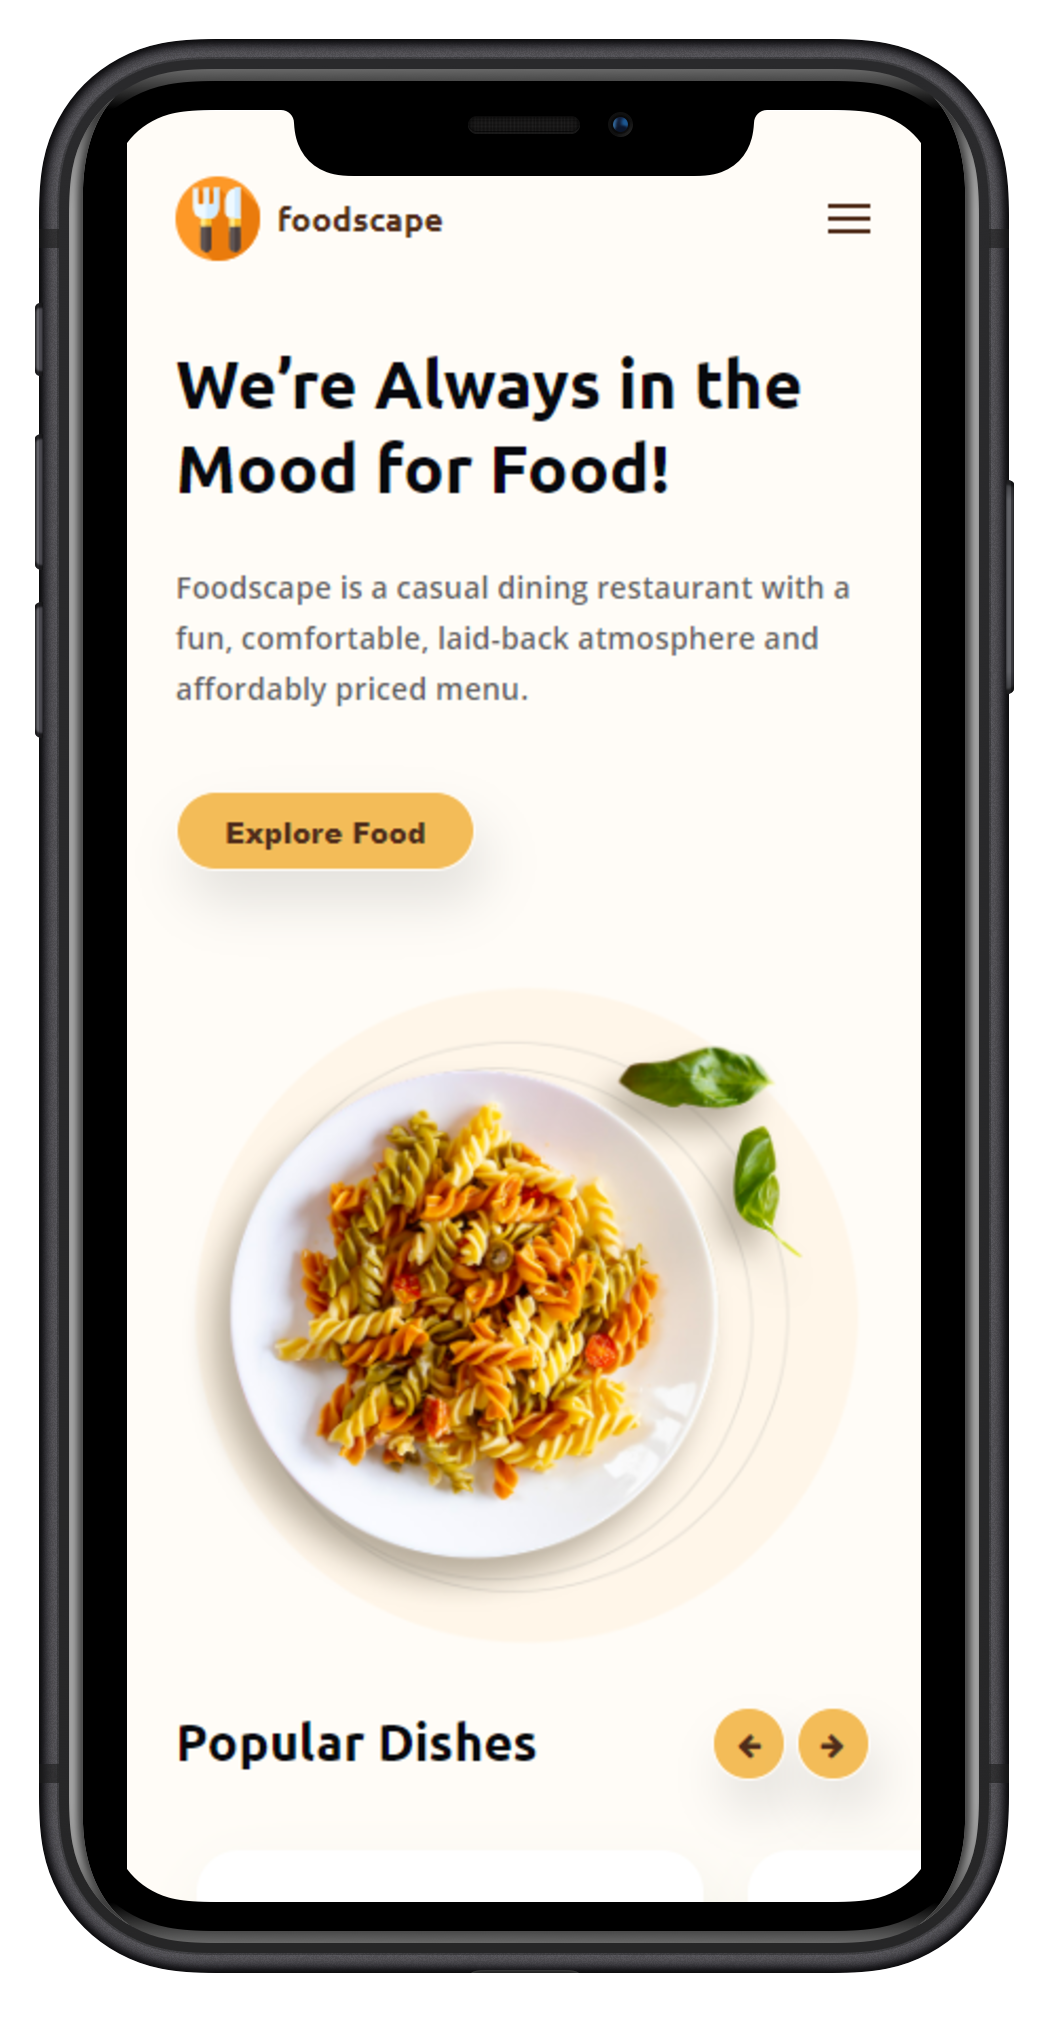 foodscape
We’re Always in the
Mood for Food!
Foodscape is a casual dining restaurant with a
fun, comfortable, laid-back atmosphere and
affordably priced menu.
Explore Food
Popular Dishes